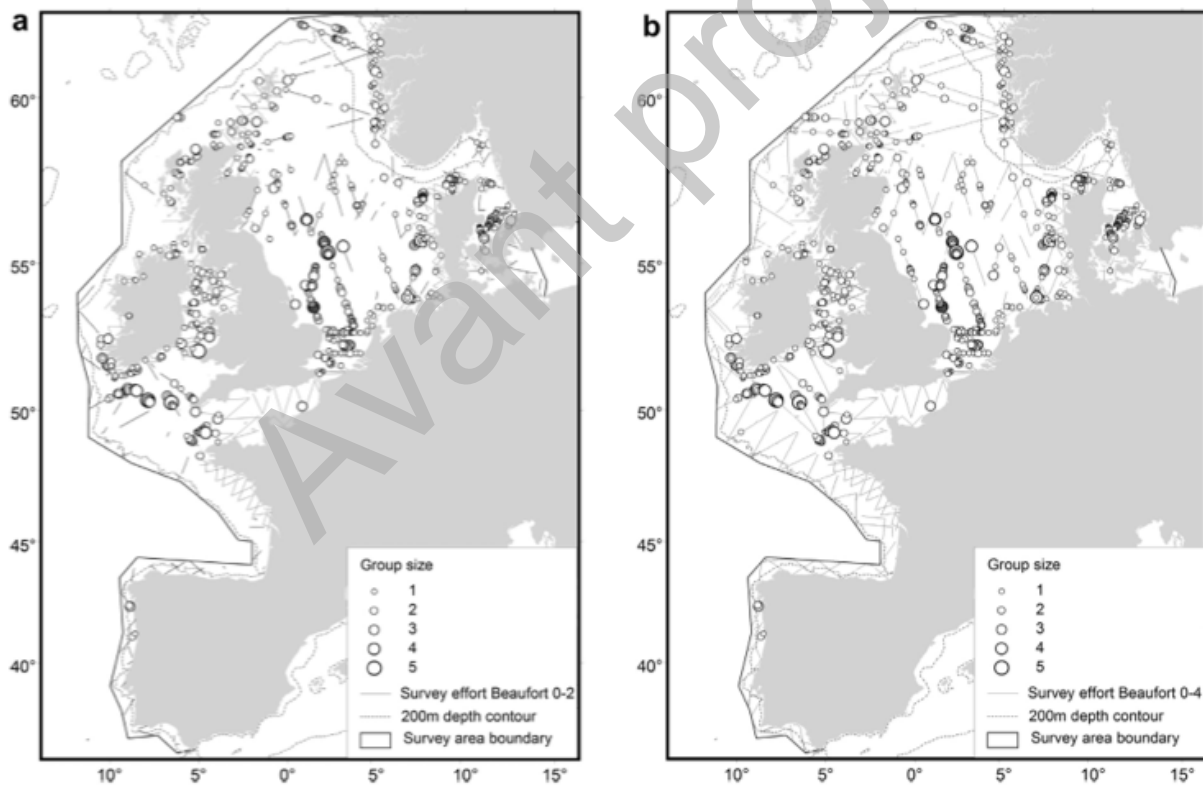 a
60°
55°
50°
45°
40°
10°
5°
0°
5°
10°
15°
Group size
1
2
3
4
5
Survey effort Beaufort 0-2
200m depth contour
Survey area boundary
b
60°
55°
50°
45°
40°
10°
5°
0°
5°
10°
15°
Group size
1
2
3
4
5
Survey effort Beaufort 0-4
200m depth contour
Survey area boundary
Avant proj